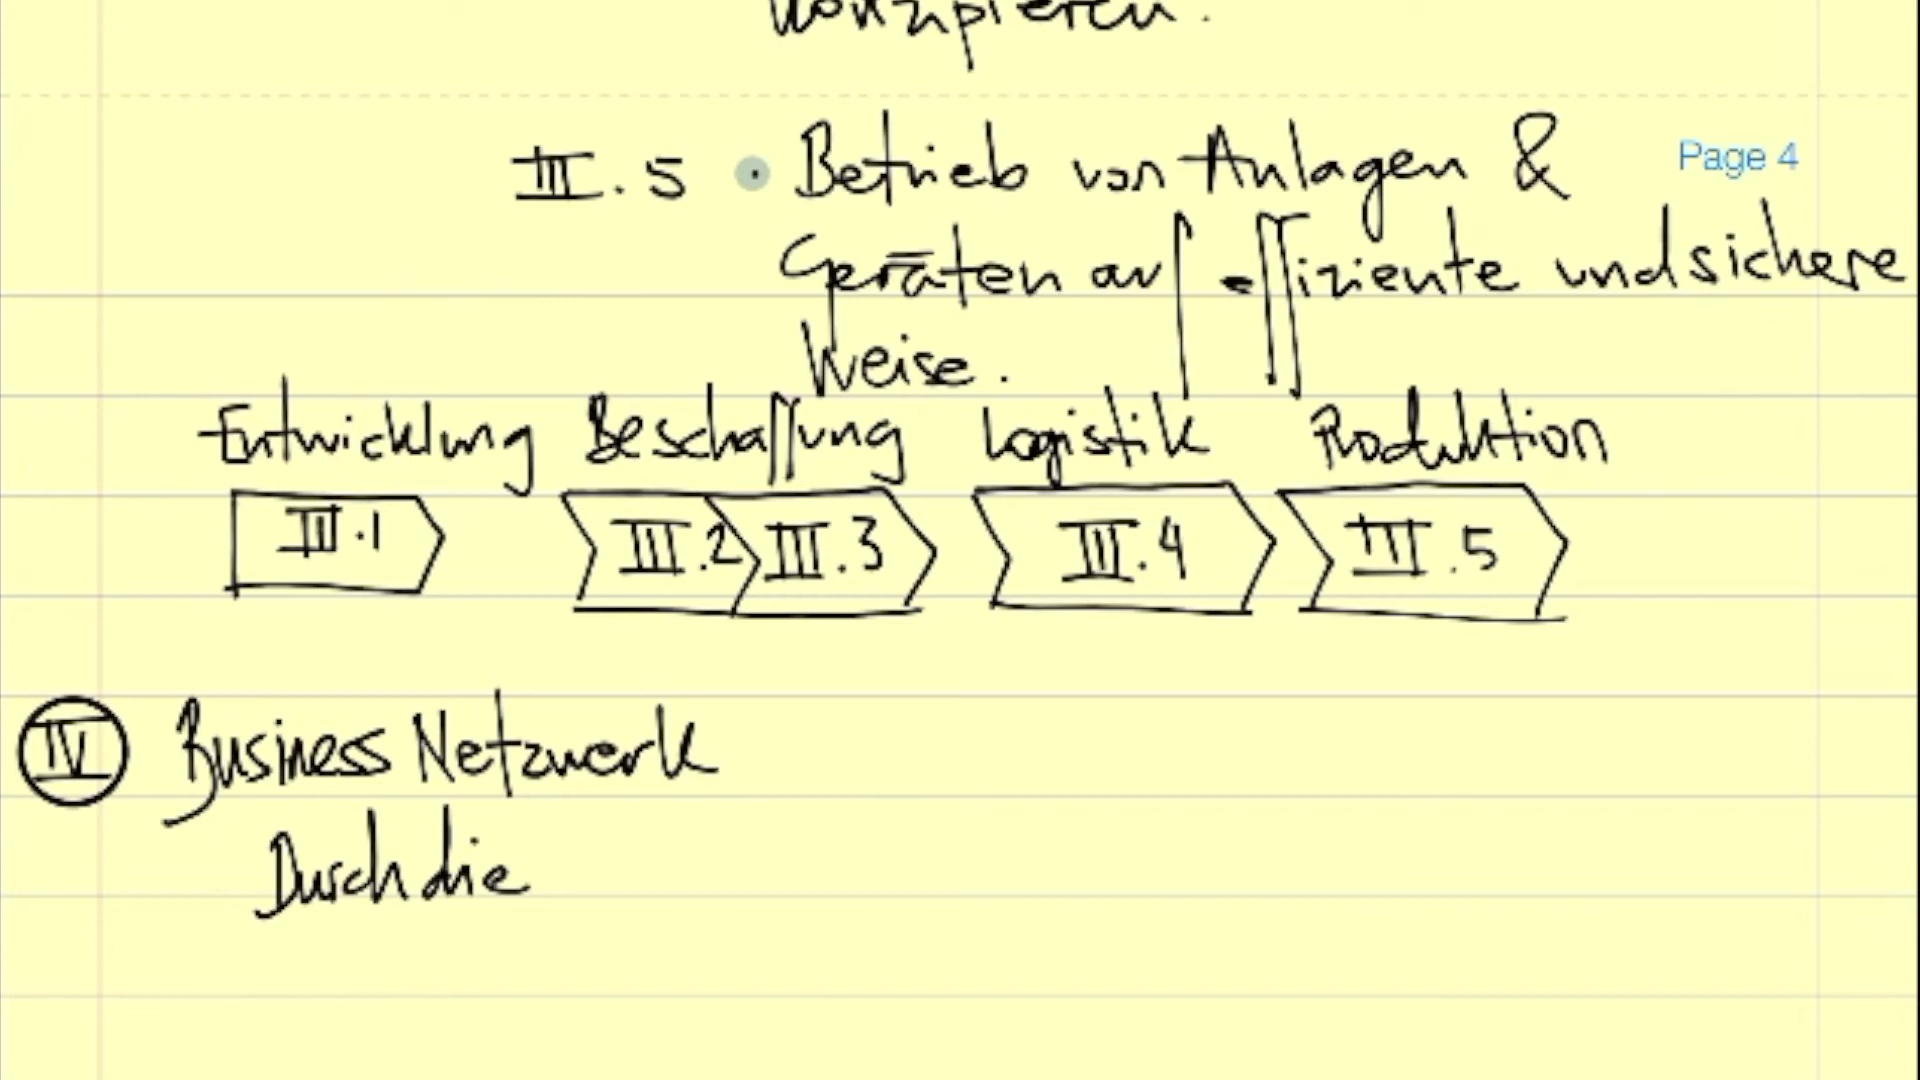 konzipieren.
III.5 • Betrieb von Anlagen &
Page 4
Geräten auf effiziente und sichere
Weise.
Entwicklung Beschaffung Logistik Produktion
III.1 III.2 III.3 III.4 III.5
IV Business Netzwerk
Durch die